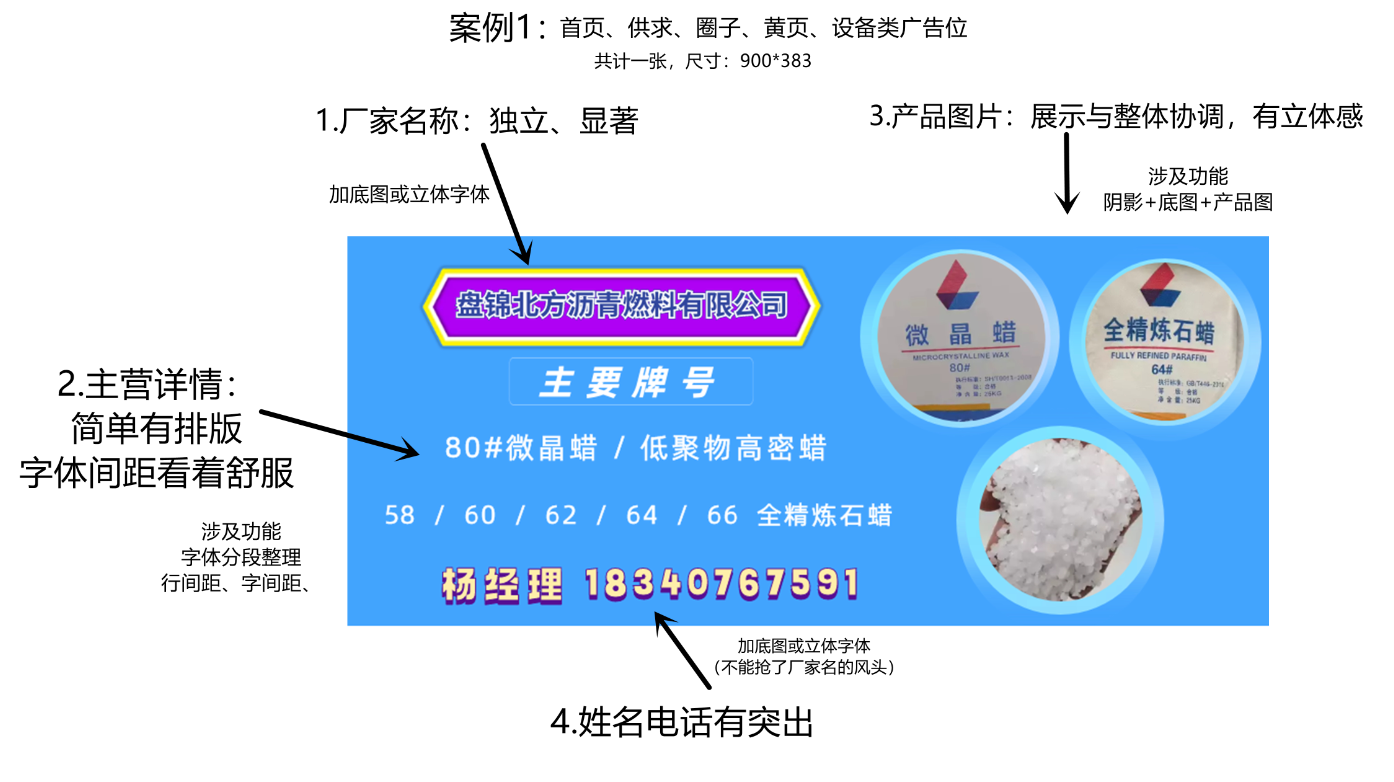 案例1：首页、供求、圈子、黄页、设备类广告位
共计一张，尺寸：900*383
1.厂家名称：独立、显著
加底图或立体字体
3.产品图片：展示与整体协调，有立体感
涉及功能
阴影+底图+产品图
2.主营详情：
简单有排版
字体间距看着舒服
涉及功能
字体分段整理
行间距、字间距、
盘锦北方沥青燃料有限公司
主要牌号
80#微晶蜡 / 低聚物高密蜡
58 / 60 / 62 / 64 / 66 全精炼石蜡
杨经理 18340767591
微晶蜡
MICROCRYSTALLINE WAX
80#
净含量：25KG
全精炼石蜡
FULLY REFINED PARAFFIN
64#
净含量：25KG
加底图或立体字体
（不能抢了厂家名的风头）
4.姓名电话有突出